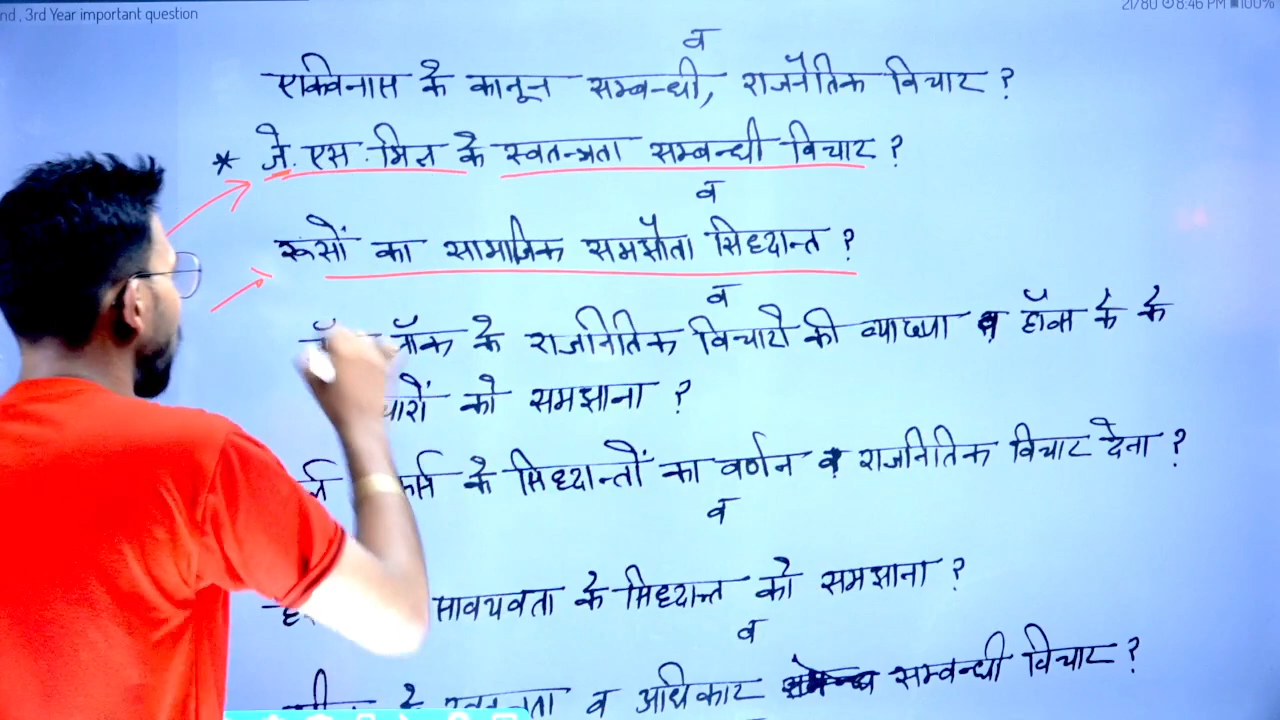 nd , 3rd Year important question
21/80 8:46 PM 100%
व
एक्विनास के कानून सम्बन्धी, राजनैतिक विचार ?
* जे. एस. मिल के स्वतन्त्रता सम्बन्धी विचार ?
व
रूसों का सामाजिक समझौता सिध्दान्त ?
व
लॉक के राजनितिक विचारों की व्याख्या व हॉब्स के के
को समझाना ?
के सिध्दान्तों का वर्णन व राजनितिक विचार देना ?
व
सावयवता के सिध्दान्त को समझाना ?
व
व अधिकार सम्बन्धी विचार ?